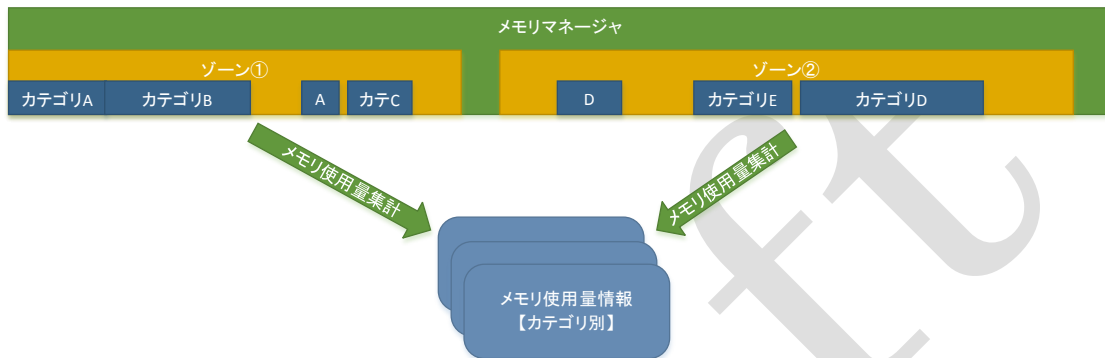 メモリマネージャ
ゾーン①
ゾーン②
カテゴリA
カテゴリB
A
カテC
D
カテゴリE
カテゴリD
メモリ使用量集計
メモリ使用量集計
メモリ使用量情報
【カテゴリ別】
ft